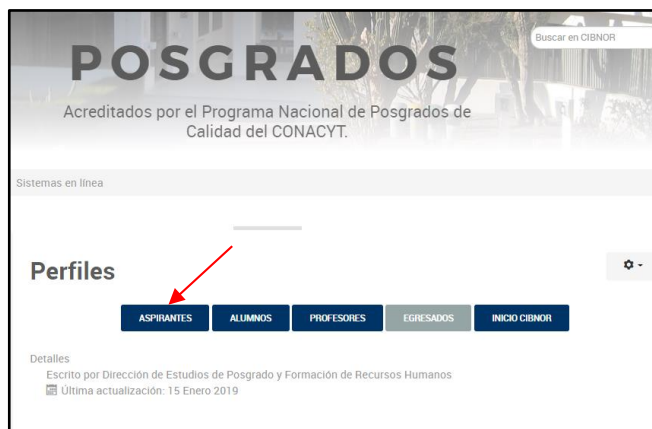 Buscar en CIBNOR
POSGRADOS
Acreditados por el Programa Nacional de Posgrados de
Calidad del CONACYT.
Sistemas en línea
Perfiles
ASPIRANTES ALUMNOS PROFESORES EGRESADOS INICIO CIBNOR
Detalles
Escrito por Dirección de Estudios de Posgrado y Formación de Recursos Humanos
Última actualización: 15 Enero 2019